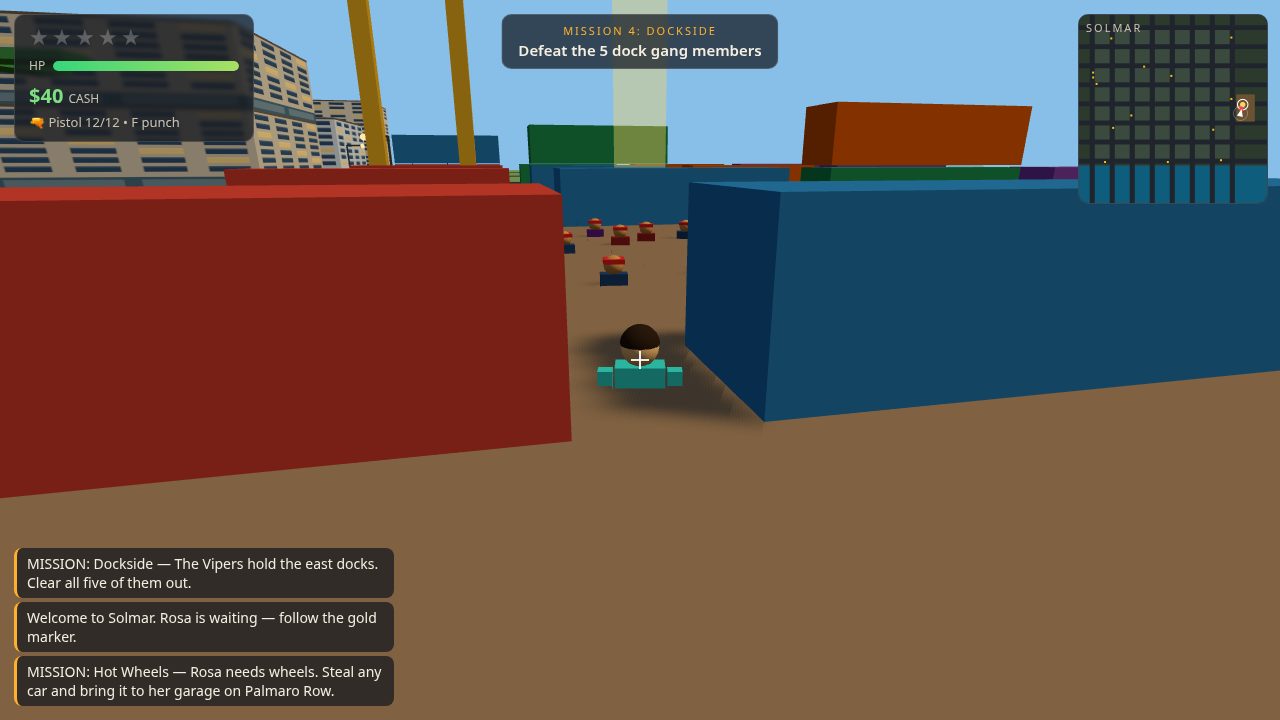 ★★★★★
HP
$40 CASH
🔫 Pistol 12/12 • F punch
MISSION 4: DOCKSIDE
Defeat the 5 dock gang members
SOLMAR
MISSION: Dockside — The Vipers hold the east docks.
Clear all five of them out.
Welcome to Solmar. Rosa is waiting — follow the gold
marker.
MISSION: Hot Wheels — Rosa needs wheels. Steal any
car and bring it to her garage on Palmaro Row.